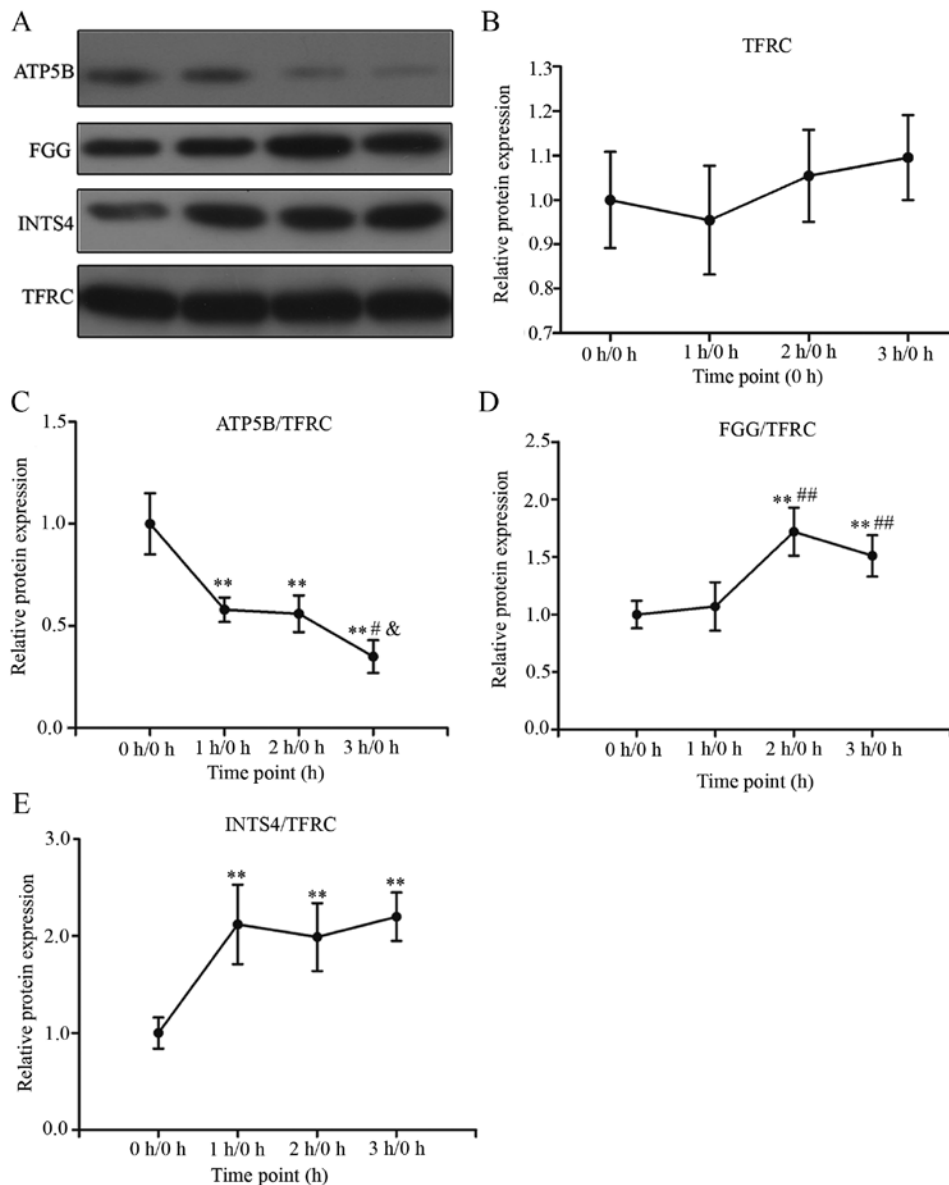 A
ATP5B
FGG
INTS4
TFRC
B
TFRC
Relative protein expression
1.3
1.2
1.1
1.0
0.9
0.8
0.7
0 h/0 h 1 h/0 h 2 h/0 h 3 h/0 h
Time point (0 h)
C
ATP5B/TFRC
Relative protein expression
1.5
1.0
0.5
0.0
**
**
** # &
0 h/0 h 1 h/0 h 2 h/0 h 3 h/0 h
Time point (h)
D
FGG/TFRC
Relative protein expression
2.5
2.0
1.5
1.0
0.5
0.0
** ##
** ##
0 h/0 h 1 h/0 h 2 h/0 h 3 h/0 h
Time point (h)
E
INTS4/TFRC
Relative protein expression
3.0
2.0
1.0
0.0
**
**
**
0 h/0 h 1 h/0 h 2 h/0 h 3 h/0 h
Time point (h)